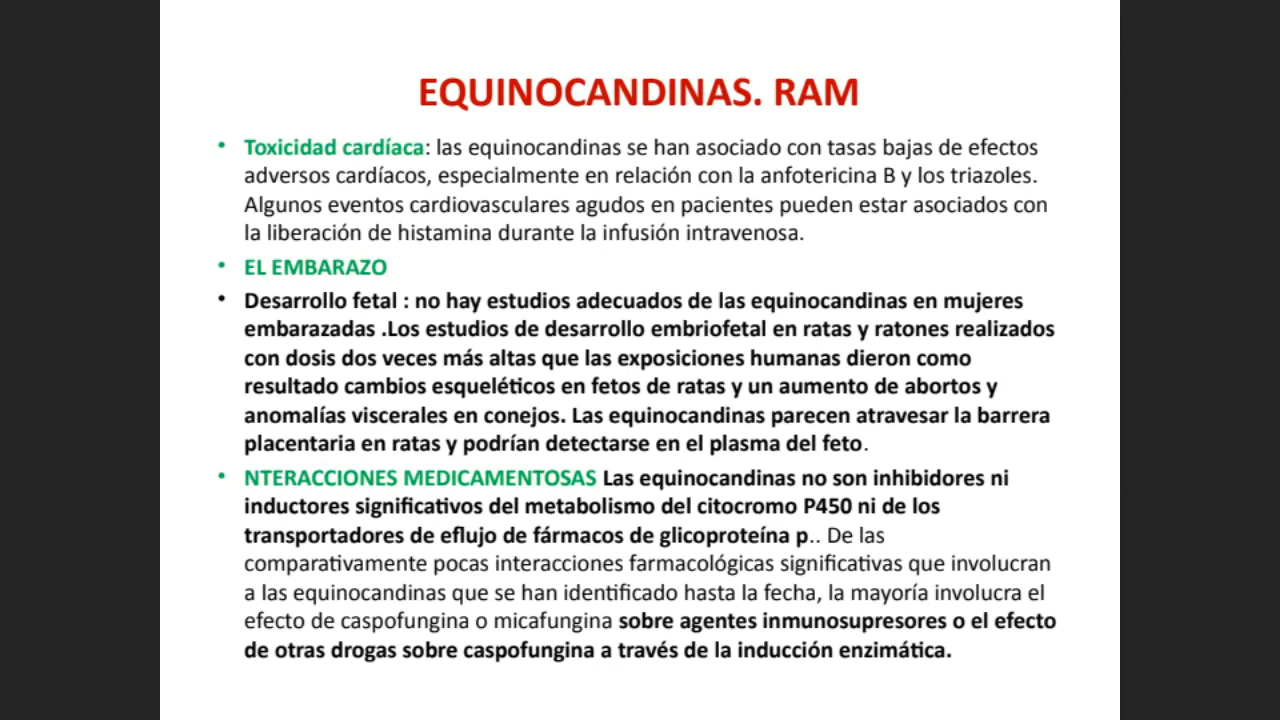 EQUINOCANDINAS. RAM
• Toxicidad cardíaca: las equinocandinas se han asociado con tasas bajas de efectos
adversos cardíacos, especialmente en relación con la anfotericina B y los triazoles.
Algunos eventos cardiovasculares agudos en pacientes pueden estar asociados con
la liberación de histamina durante la infusión intravenosa.
• EL EMBARAZO
• Desarrollo fetal : no hay estudios adecuados de las equinocandinas en mujeres
embarazadas .Los estudios de desarrollo embriofetal en ratas y ratones realizados
con dosis dos veces más altas que las exposiciones humanas dieron como
resultado cambios esqueléticos en fetos de ratas y un aumento de abortos y
anomalías viscerales en conejos. Las equinocandinas parecen atravesar la barrera
placentaria en ratas y podrían detectarse en el plasma del feto.
• NTERACCIONES MEDICAMENTOSAS Las equinocandinas no son inhibidores ni
inductores significativos del metabolismo del citocromo P450 ni de los
transportadores de eflujo de fármacos de glicoproteína p.. De las
comparativamente pocas interacciones farmacológicas significativas que involucran
a las equinocandinas que se han identificado hasta la fecha, la mayoría involucra el
efecto de caspofungina o micafungina sobre agentes inmunosupresores o el efecto
de otras drogas sobre caspofungina a través de la inducción enzimática.